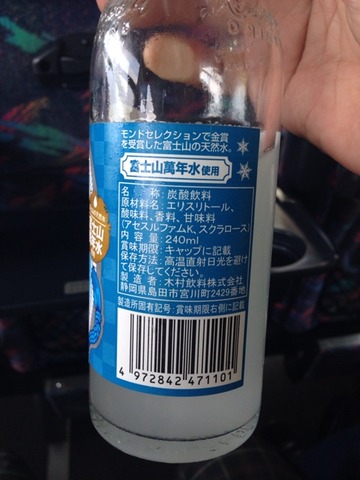 モンドセレクションで金賞
を受賞した富士山の天然水。
富士山萬年水使用
名称:炭酸飲料
原材料名:エリスリトール、
酸味料、香料、甘味料
(アセスルファムK、スクラロース)
内容量:240ml
賞味期限:キャップに記載
保存方法:高温直射日光を避け
て保存してください。
製造者:木村飲料株式会社
静岡県島田市宮川町2429番地
製造所固有記号:賞味期限右側に記載
4 972842 471101
富士山
天然水